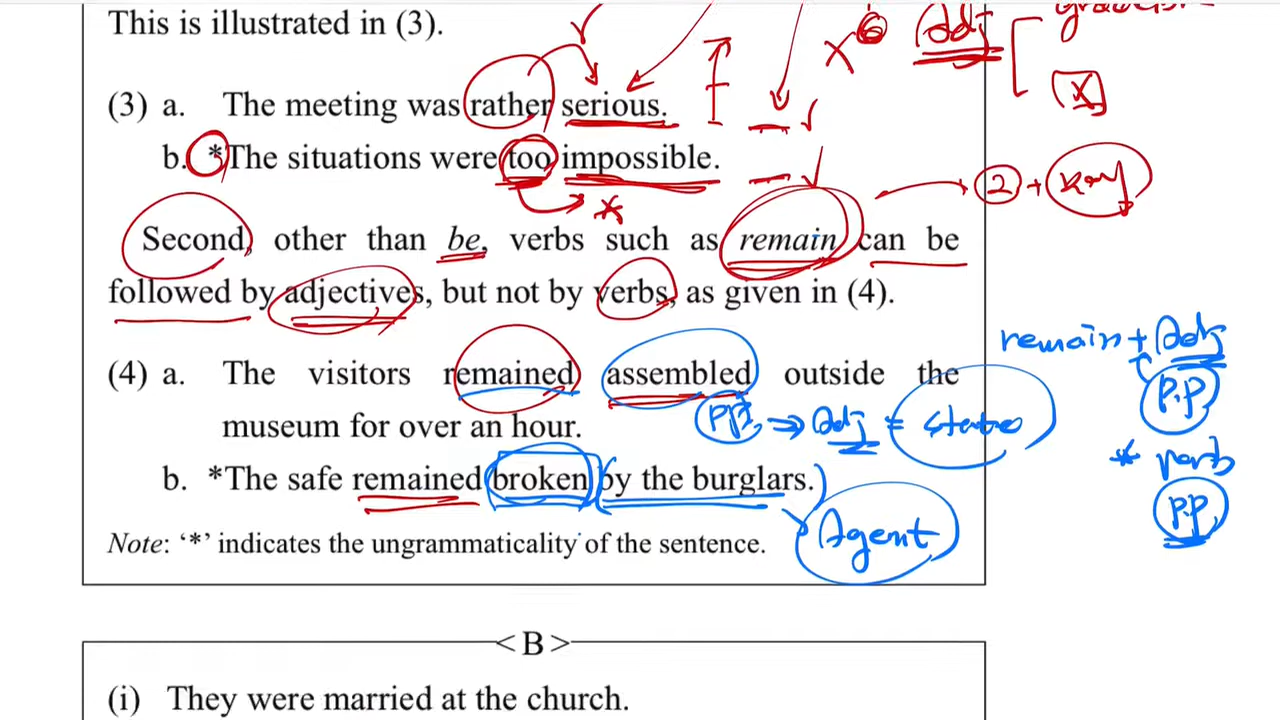 This is illustrated in (3).
Adj
X
(3) a. The meeting was rather serious.
b. *The situations were too impossible.
*
② + key
Second, other than be, verbs such as remain can be
followed by adjectives, but not by verbs, as given in (4).
remain + Adj
P.P
(4) a. The visitors remained assembled outside the
museum for over an hour.
P.P. ⇒ Adj = state
* verb
P.P
b. *The safe remained broken by the burglars.
Agent
Note: ‘*’ indicates the ungrammaticality of the sentence.
<B>
(i) They were married at the church.